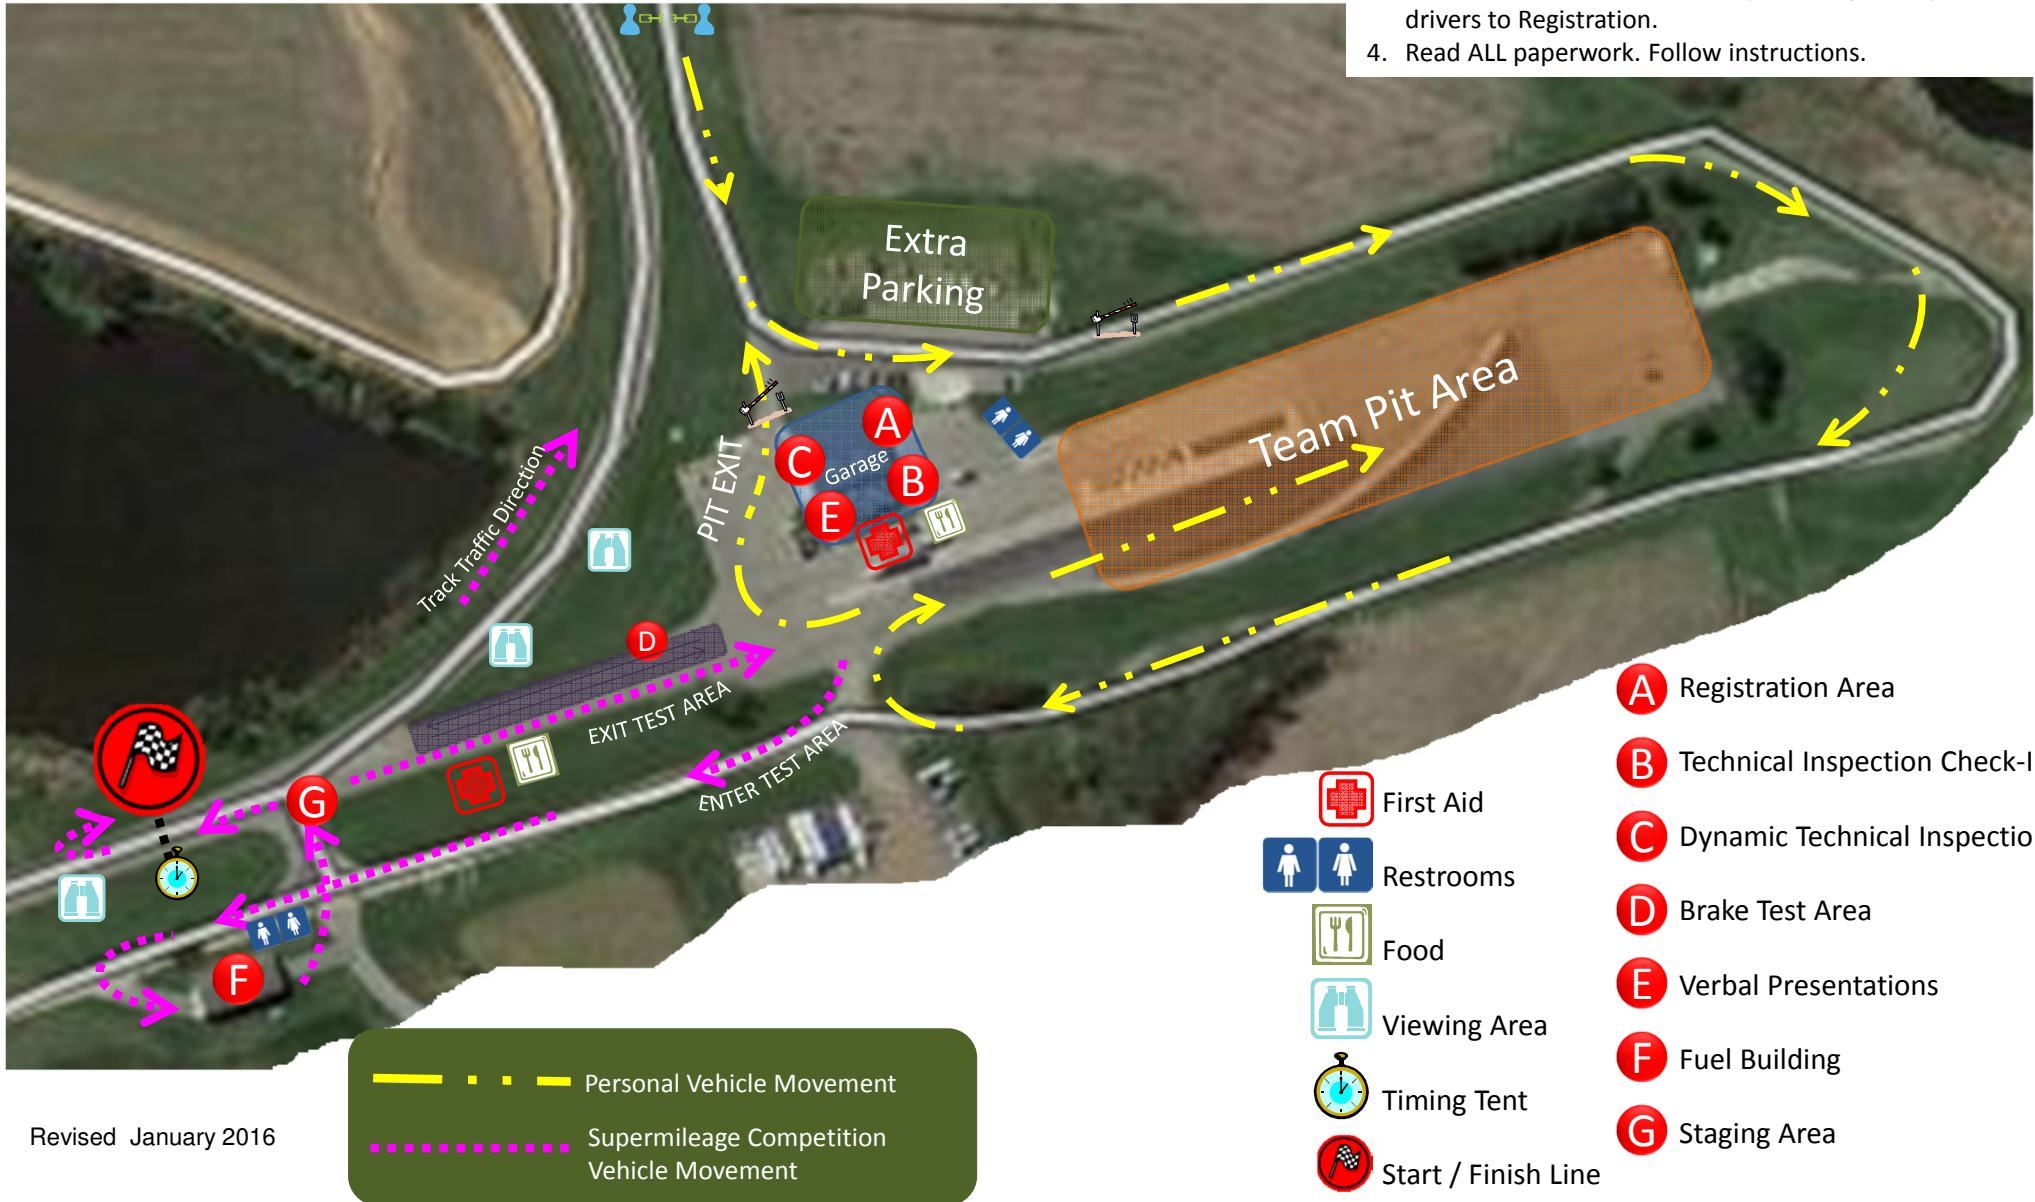 drivers to Registration.
4. Read ALL paperwork. Follow instructions.
Extra
Parking
Team Pit Area
PIT EXIT
A
C
Garage
B
E
Track Traffic Direction
D
EXIT TEST AREA
ENTER TEST AREA
G
F
A Registration Area
B Technical Inspection Check-I
C Dynamic Technical Inspectio
D Brake Test Area
E Verbal Presentations
F Fuel Building
G Staging Area
First Aid
Restrooms
Food
Viewing Area
Timing Tent
Start / Finish Line
Personal Vehicle Movement
Supermileage Competition
Vehicle Movement
Revised January 2016